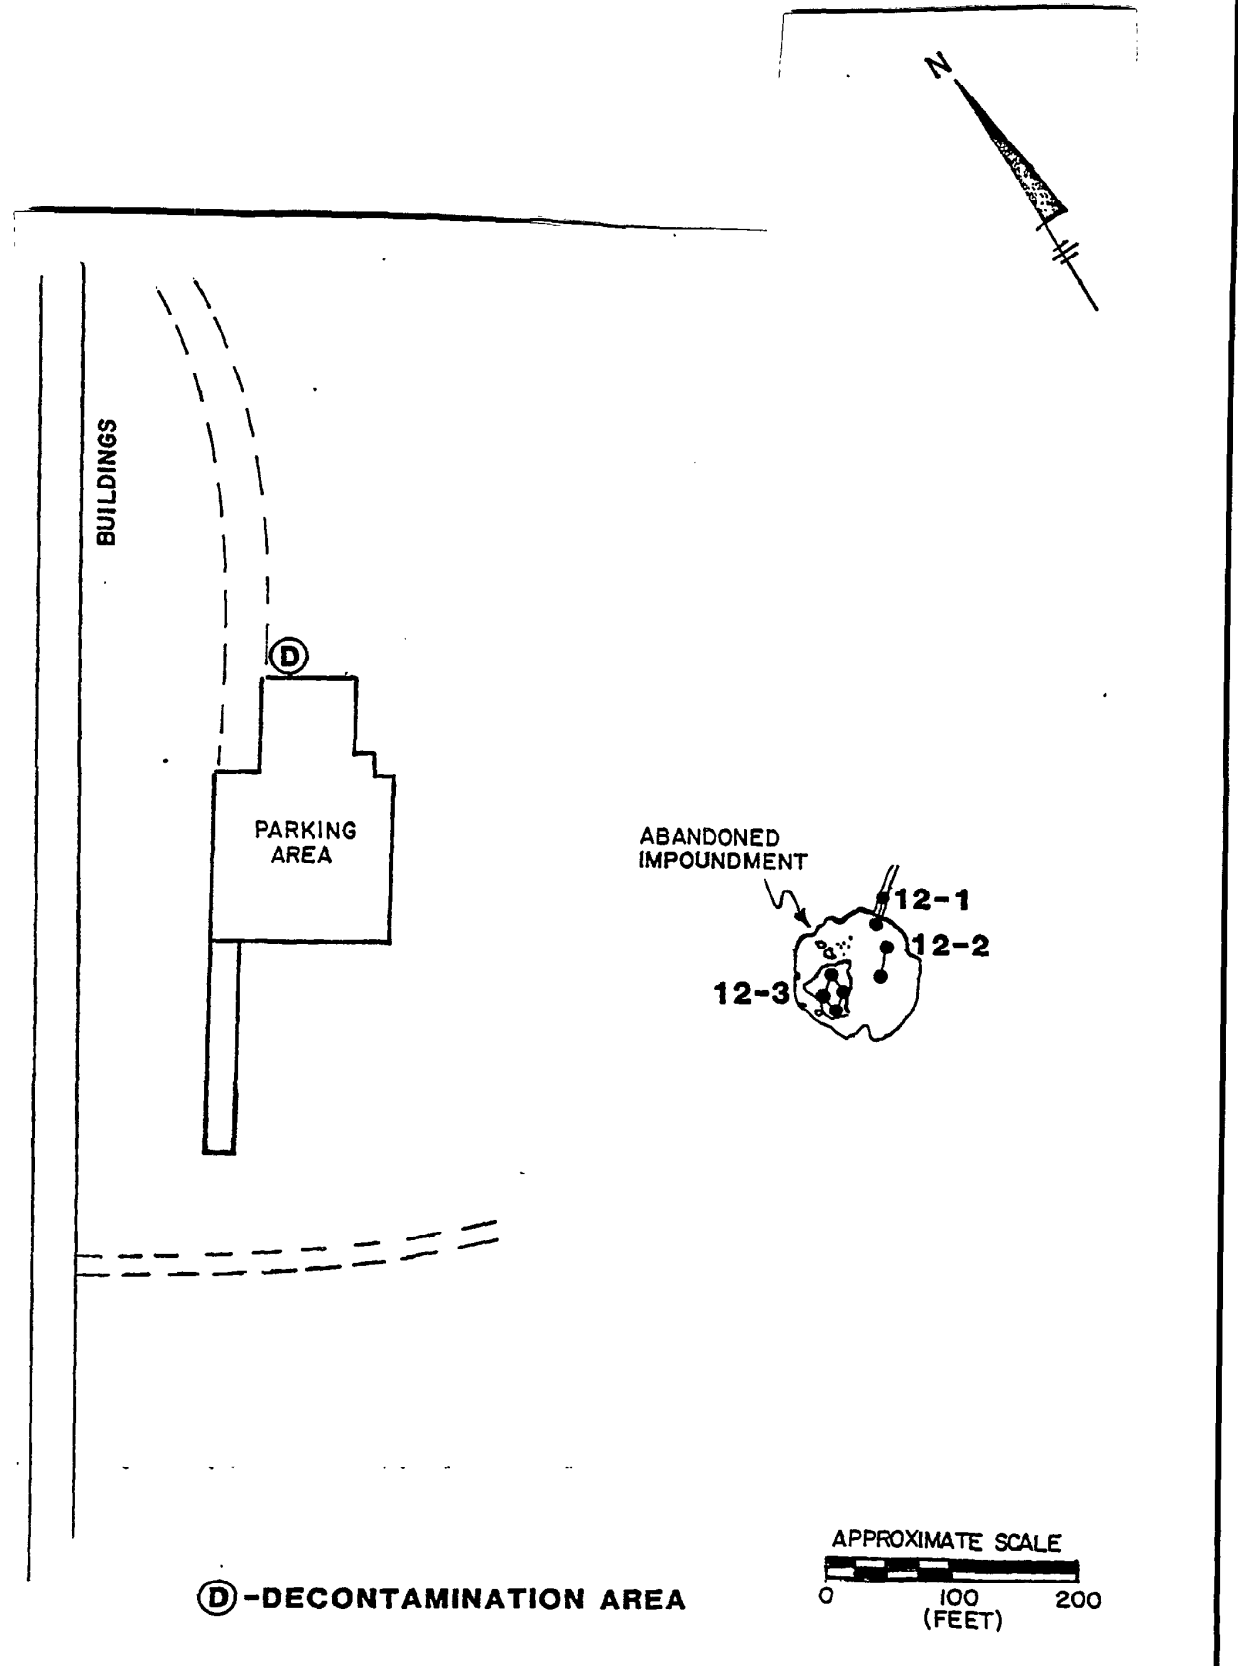 N
BUILDINGS
D
PARKING
AREA
ABANDONED
IMPOUNDMENT
12-1
12-2
12-3
APPROXIMATE SCALE
0 100 200
(FEET)
D-DECONTAMINATION AREA